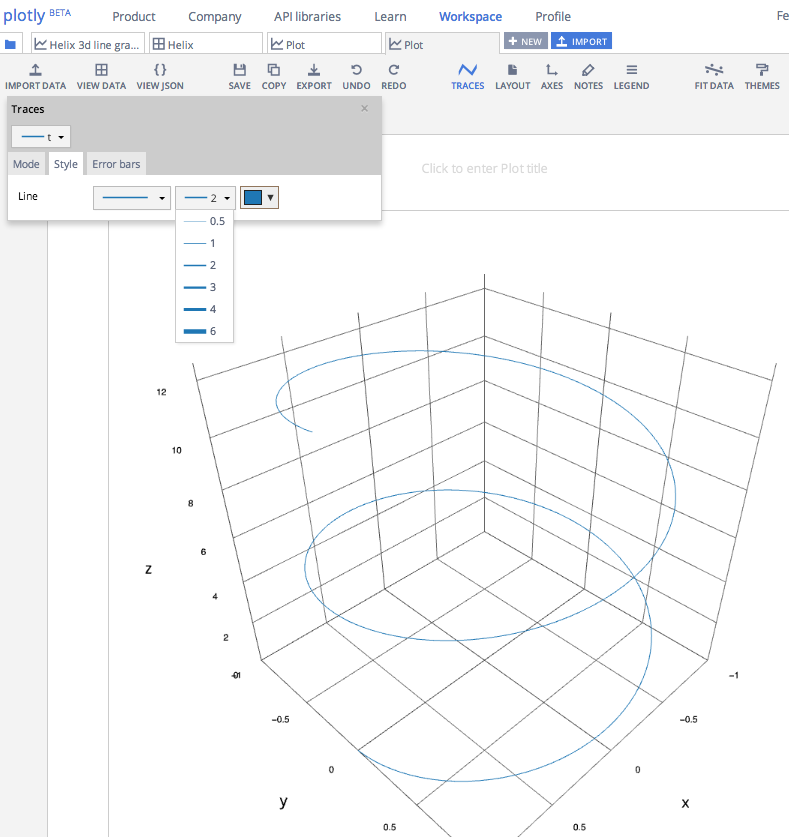 plotly BETA Product Company API libraries Learn Workspace Profile Fe
Helix 3d line gra... Helix Plot Plot NEW IMPORT
IMPORT DATA VIEW DATA VIEW JSON SAVE COPY EXPORT UNDO REDO TRACES LAYOUT AXES NOTES LEGEND FIT DATA THEMES
Traces ×
t
Mode Style Error bars
Click to enter Plot title
Line 2
0.5
1
2
3
4
6
12
10
8
6
z
4
2
-1
-0.5 -0.5
0 0
y x
0.5 0.5